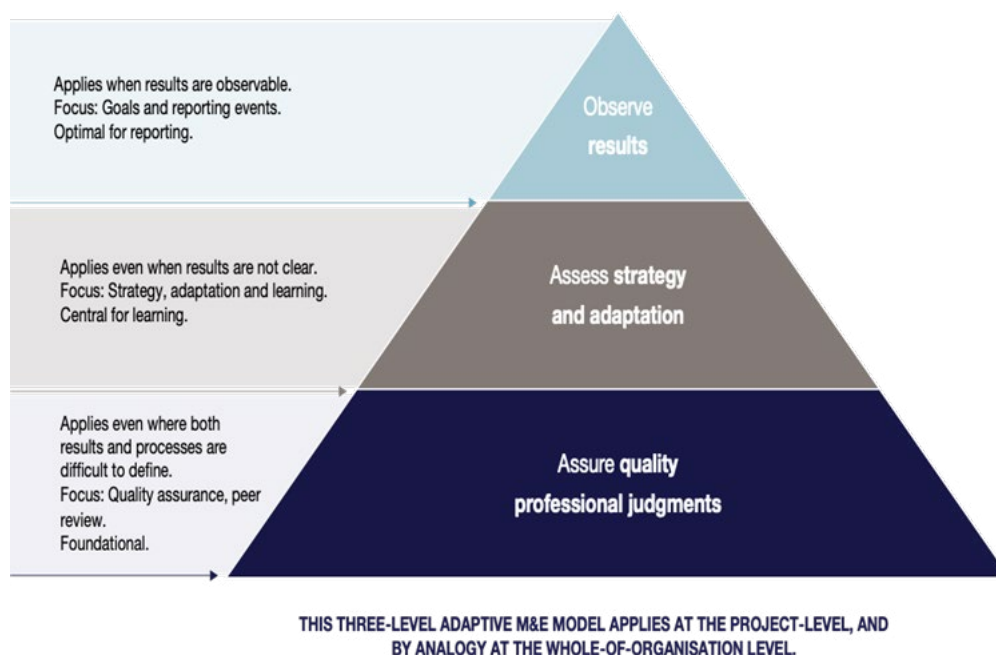 Applies when results are observable.
Focus: Goals and reporting events.
Optimal for reporting.
Observe
results
Applies even when results are not clear.
Focus: Strategy, adaptation and learning.
Central for learning.
Assess strategy
and adaptation
Applies even where both
results and processes are
difficult to define.
Focus: Quality assurance, peer
review.
Foundational.
Assure quality
professional judgments
THIS THREE-LEVEL ADAPTIVE M&E MODEL APPLIES AT THE PROJECT-LEVEL, AND
BY ANALOGY AT THE WHOLE-OF-ORGANISATION LEVEL.